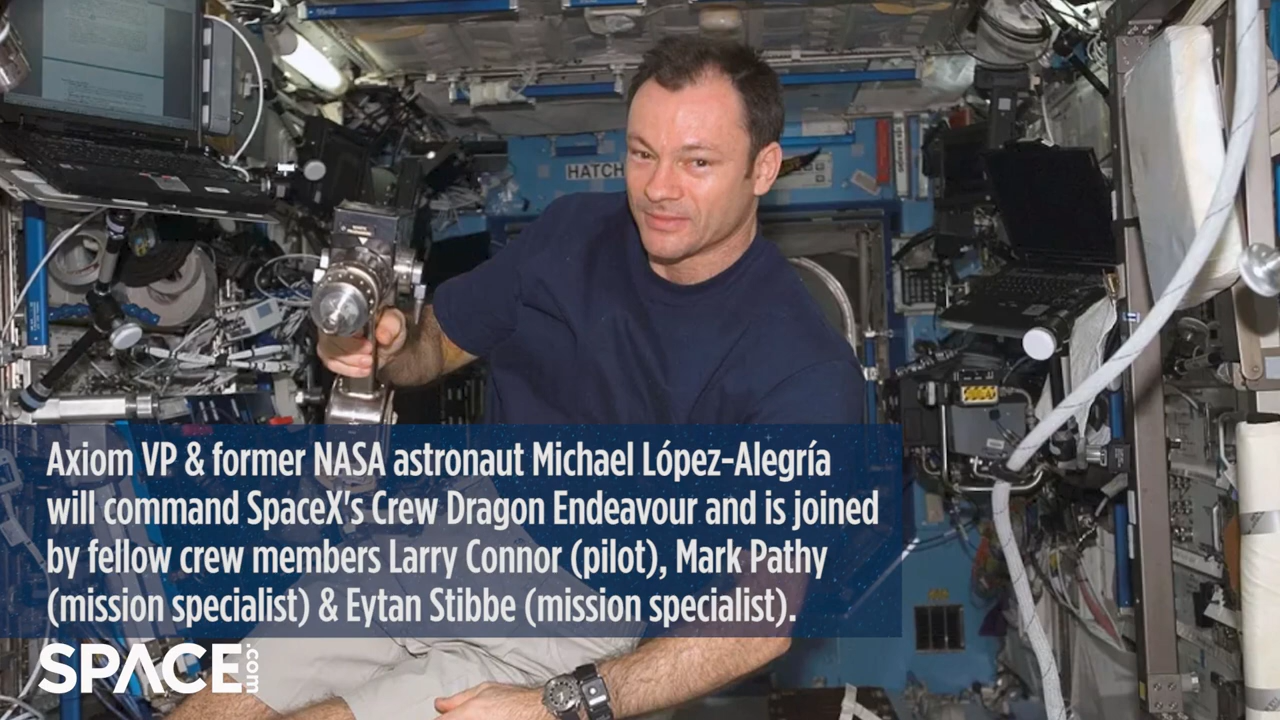 HATCH
Axiom VP & former NASA astronaut Michael López-Alegría
will command SpaceX's Crew Dragon Endeavour and is joined
by fellow crew members Larry Connor (pilot), Mark Pathy
(mission specialist) & Eytan Stibbe (mission specialist).
SPACE.com